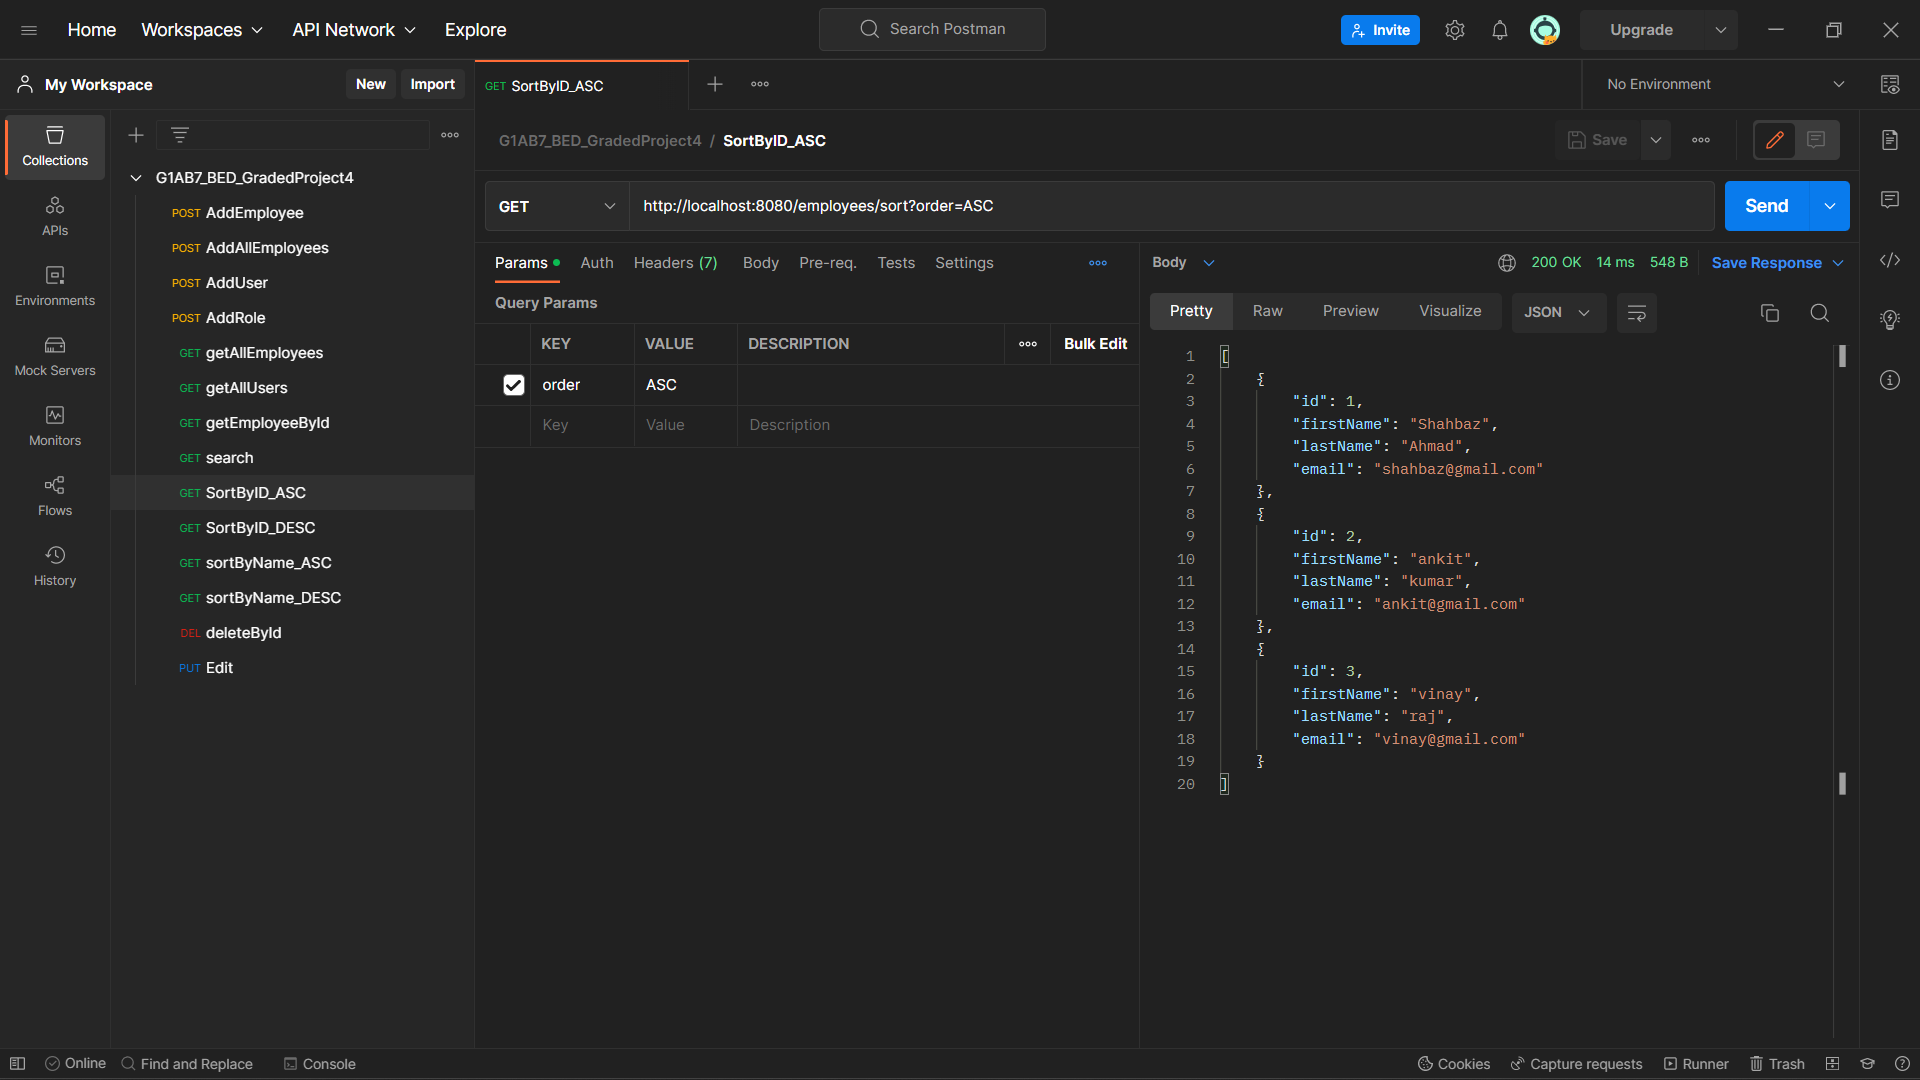 Home Workspaces API Network Explore Search Postman Invite Upgrade
My Workspace New Import GET SortByID_ASC No Environment
G1AB7_BED_GradedProject4 / SortByID_ASC Save
Collections
APIs
Environments
Mock Servers
Monitors
Flows
History
G1AB7_BED_GradedProject4
POST AddEmployee
POST AddAllEmployees
POST AddUser
POST AddRole
GET getAllEmployees
GET getAllUsers
GET getEmployeeById
GET search
GET SortByID_ASC
GET SortByID_DESC
GET sortByName_ASC
GET sortByName_DESC
DEL deleteById
PUT Edit
GET http://localhost:8080/employees/sort?order=ASC Send
Params Auth Headers (7) Body Pre-req. Tests Settings
Query Params
KEY VALUE DESCRIPTION Bulk Edit
order ASC
Key Value Description
Body 200 OK 14 ms 548 B Save Response
Pretty Raw Preview Visualize JSON
1 [
2 {
3 "id": 1,
4 "firstName": "Shahbaz",
5 "lastName": "Ahmad",
6 "email": "shahbaz@gmail.com"
7 },
8 {
9 "id": 2,
10 "firstName": "ankit",
11 "lastName": "kumar",
12 "email": "ankit@gmail.com"
13 },
14 {
15 "id": 3,
16 "firstName": "vinay",
17 "lastName": "raj",
18 "email": "vinay@gmail.com"
19 }
20 ]
Online Find and Replace Console Cookies Capture requests Runner Trash